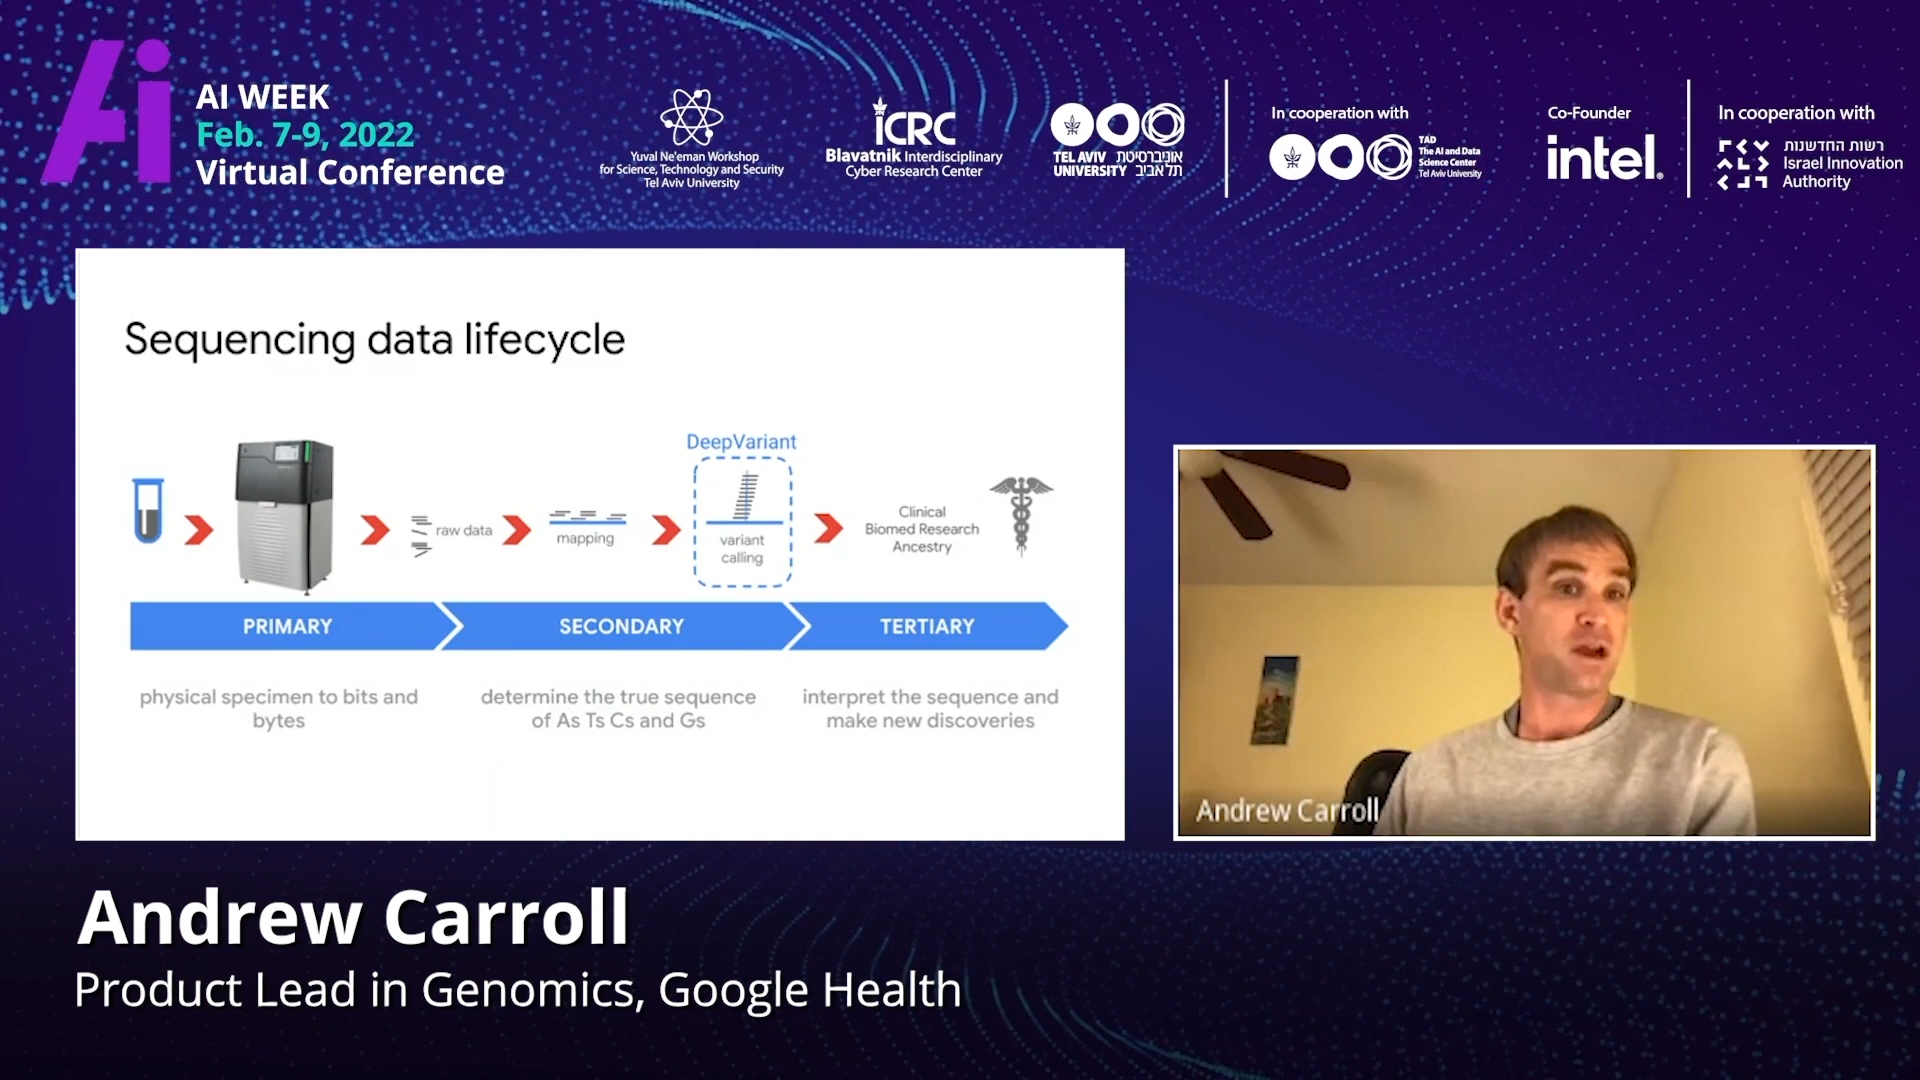 Ai
AI WEEK
Feb. 7-9, 2022
Virtual Conference
Yuval Ne'eman Workshop
for Science, Technology and Security
Tel Aviv University
iCRC
Blavatnik Interdisciplinary
Cyber Research Center
TEL AVIV אוניברסיטת
UNIVERSITY תל אביב
In cooperation with
TAD
The AI and Data
Science Center
Tel Aviv University
Co-Founder
intel.
In cooperation with
רשות החדשנות
Israel Innovation
Authority
Sequencing data lifecycle
DeepVariant
raw data
mapping
variant
calling
Clinical
Biomed Research
Ancestry
PRIMARY
SECONDARY
TERTIARY
physical specimen to bits and
bytes
determine the true sequence
of As Ts Cs and Gs
interpret the sequence and
make new discoveries
Andrew Carroll
Andrew Carroll
Product Lead in Genomics, Google Health